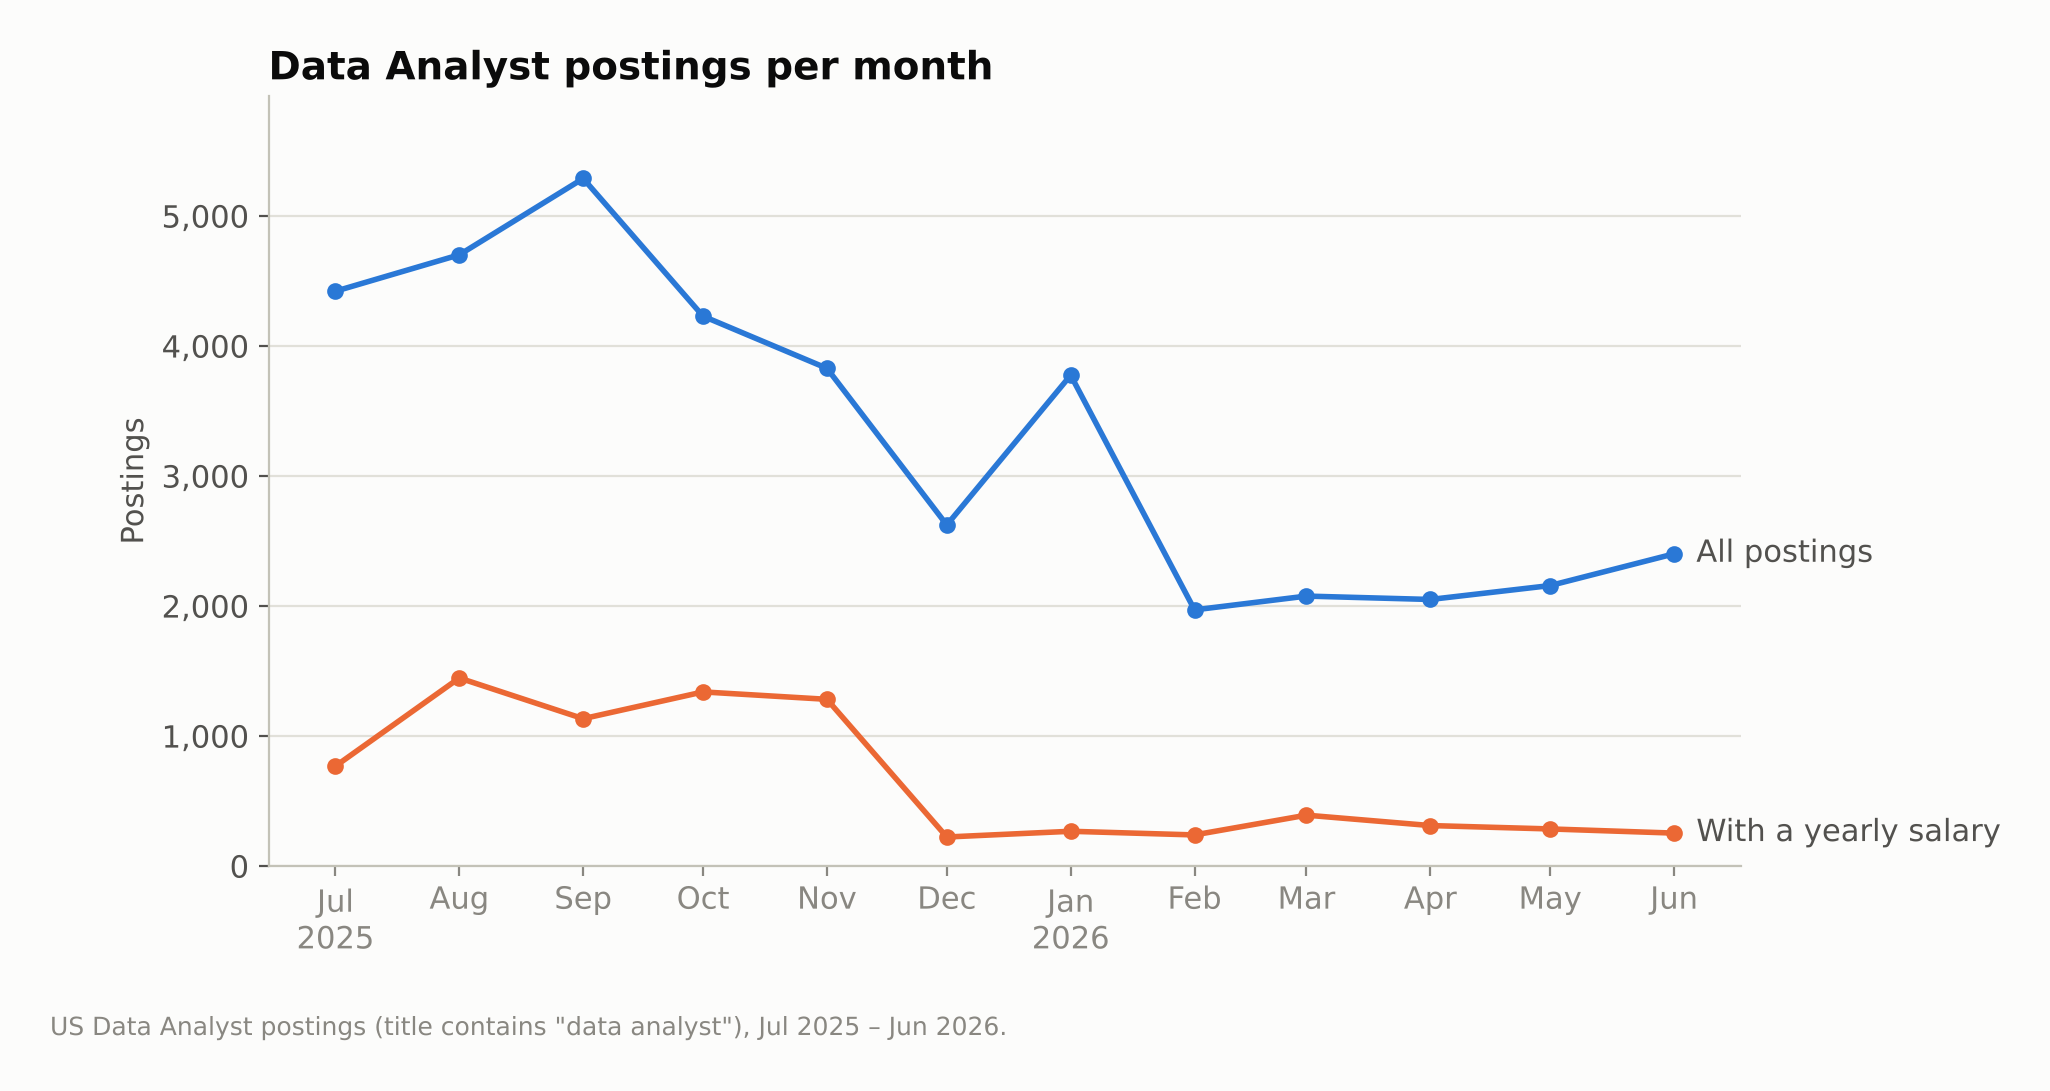 Data Analyst postings per month
Postings
5,000
4,000
3,000
2,000
1,000
0
All postings
With a yearly salary
Jul Aug Sep Oct Nov Dec Jan Feb Mar Apr May Jun
2025 2026
US Data Analyst postings (title contains "data analyst"), Jul 2025 – Jun 2026.